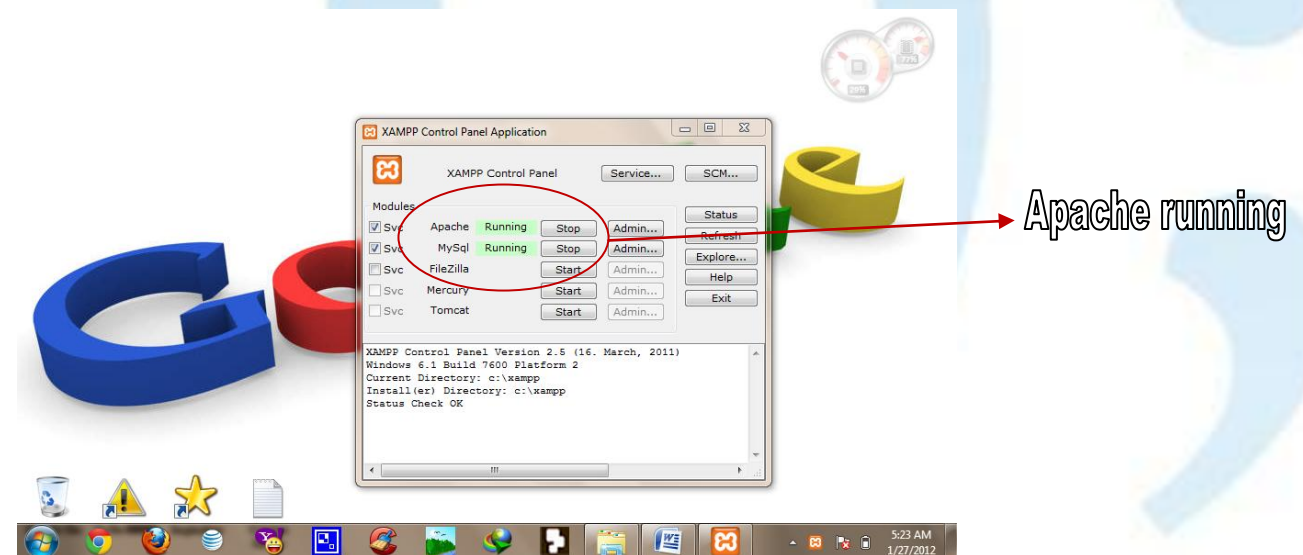 XAMPP Control Panel Application
XAMPP Control Panel
Service...
SCM...
Modules
Svc Apache Running Stop Admin...
Svc MySql Running Stop Admin...
Svc FileZilla Start Admin...
Svc Mercury Start Admin...
Svc Tomcat Start Admin...
Status
Refresh
Explore...
Help
Exit
Apache running
XAMPP Control Panel Version 2.5 (16. March, 2011)
Windows 6.1 Build 7600 Platform 2
Current Directory: c:\xampp
Install(er) Directory: c:\xampp
Status Check OK
5:23 AM
1/27/2012